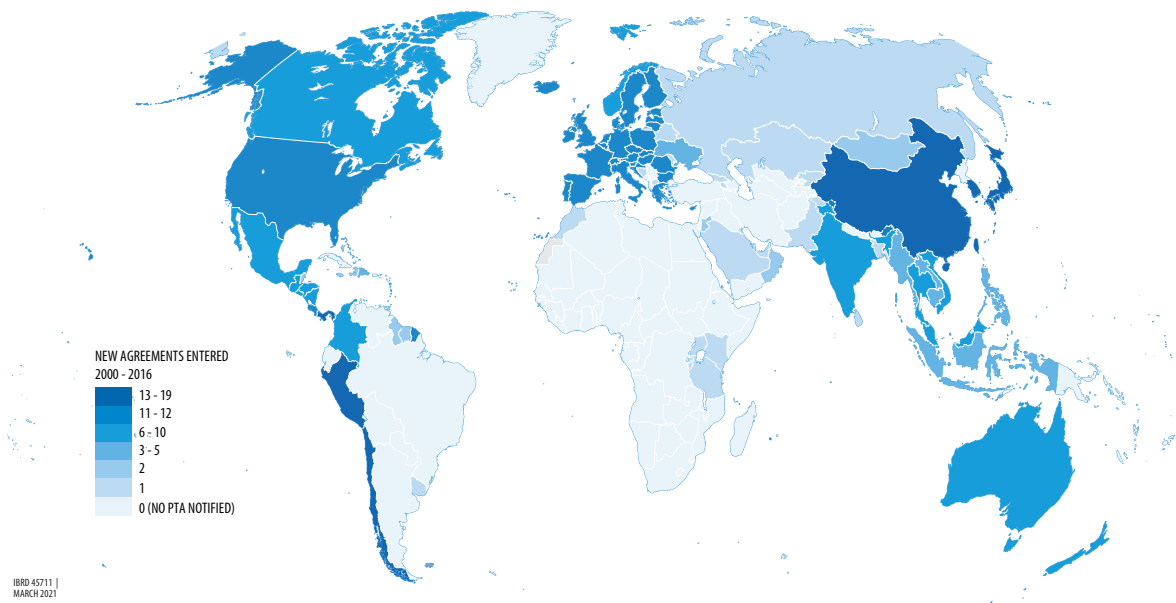 NEW AGREEMENTS ENTERED
2000 - 2016
13 - 19
11 - 12
6 - 10
3 - 5
2
1
0 (NO PTA NOTIFIED)
IBRD 45711 |
MARCH 2021